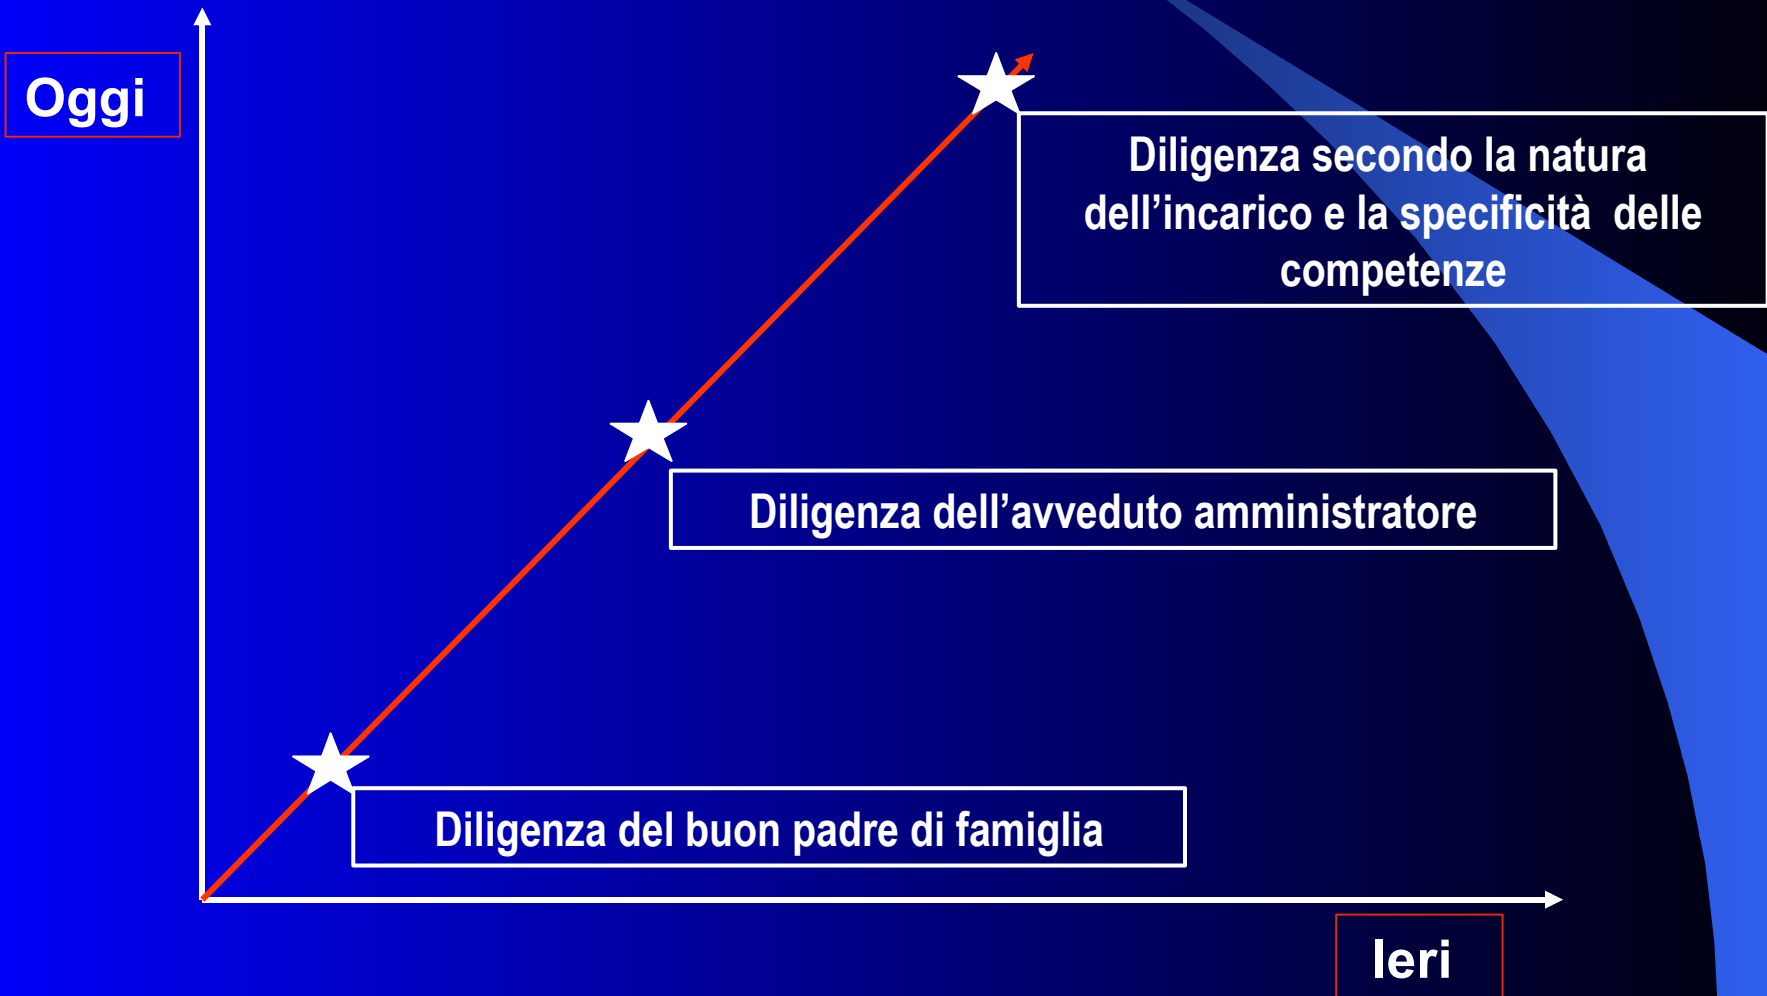 Oggi
Diligenza secondo la natura
dell’incarico e la specificità  delle
competenze
Diligenza dell’avveduto amministratore
Diligenza del buon padre di famiglia
Ieri